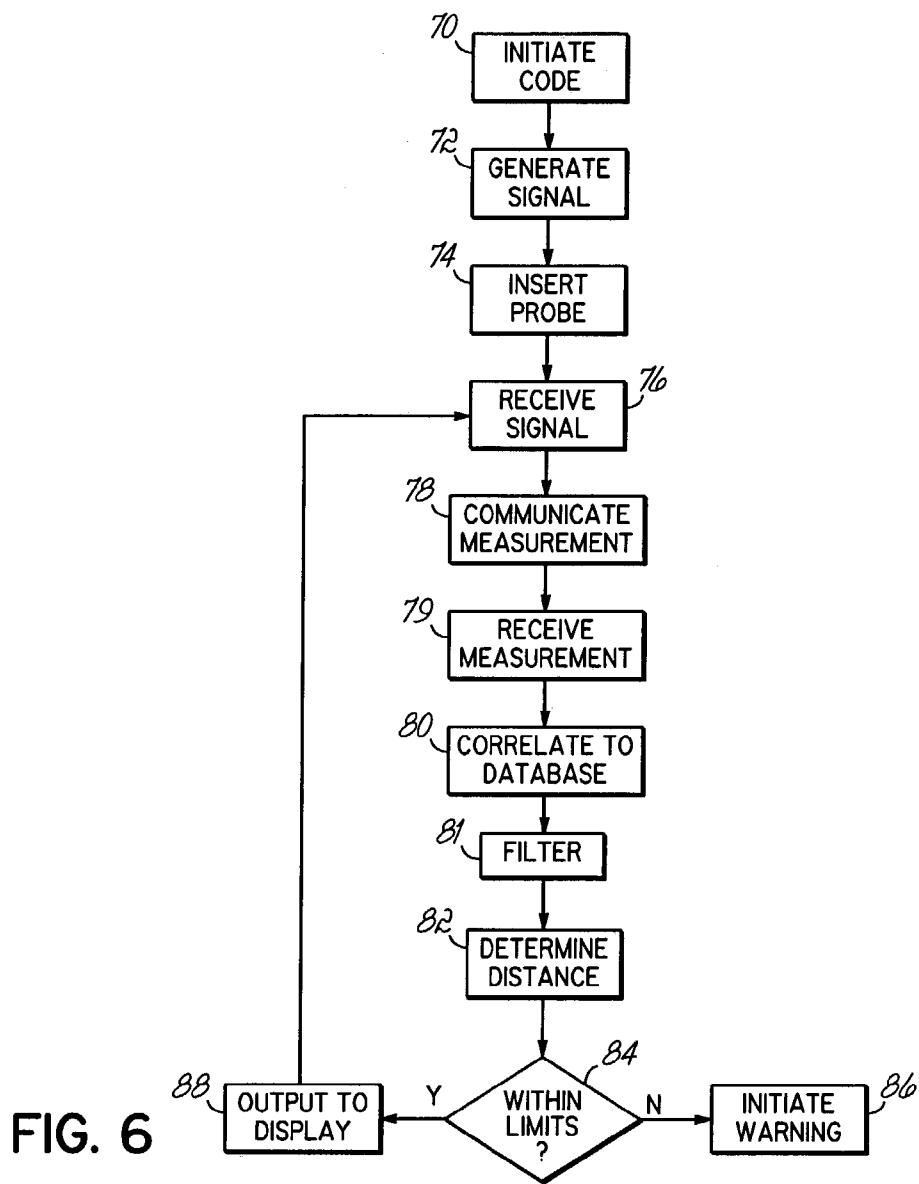 70
INITIATE
CODE
72
GENERATE
SIGNAL
74
INSERT
PROBE
76
RECEIVE
SIGNAL
78
COMMUNICATE
MEASUREMENT
79
RECEIVE
MEASUREMENT
80
CORRELATE TO
DATABASE
81
FILTER
82
DETERMINE
DISTANCE
84
WITHIN
LIMITS
?
Y
N
88
OUTPUT TO
DISPLAY
86
INITIATE
WARNING
FIG. 6